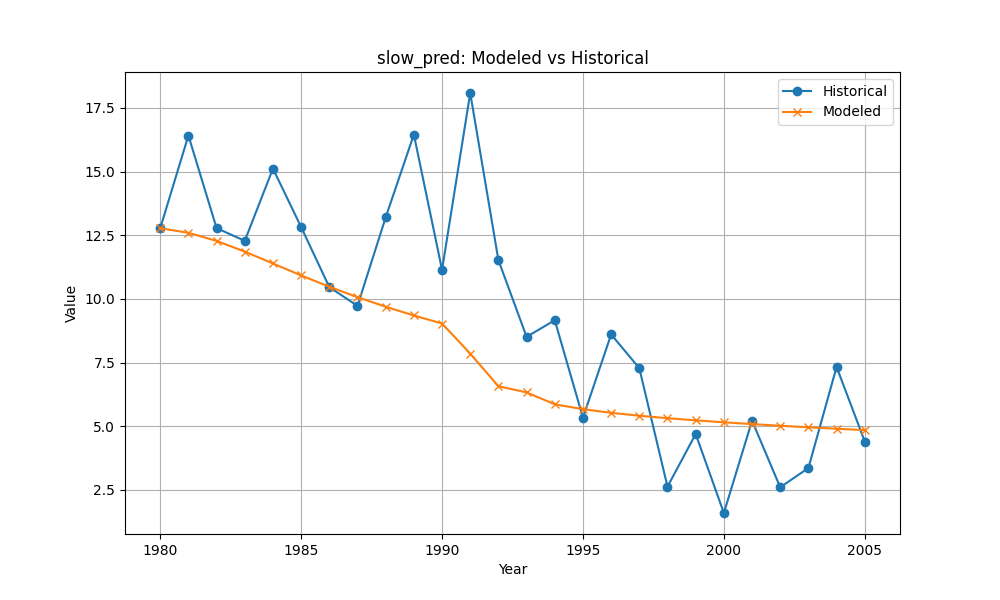 slow_pred: Modeled vs Historical
Historical
Modeled
Value
17.5
15.0
12.5
10.0
7.5
5.0
2.5
1980
1985
1990
1995
2000
2005
Year